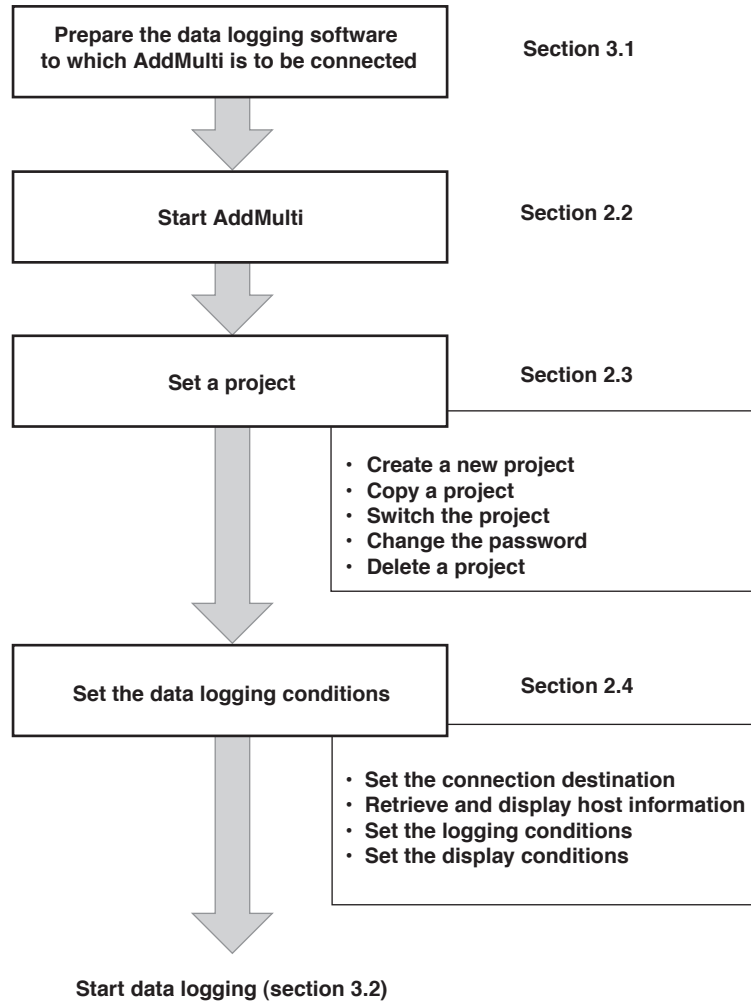 Prepare the data logging software
to which AddMulti is to be connected
Section 3.1
Start AddMulti
Section 2.2
Set a project
Section 2.3
・ Create a new project
・ Copy a project
・ Switch the project
・ Change the password
・ Delete a project
Set the data logging conditions
Section 2.4
・ Set the connection destination
・ Retrieve and display host information
・ Set the logging conditions
・ Set the display conditions
Start data logging (section 3.2)